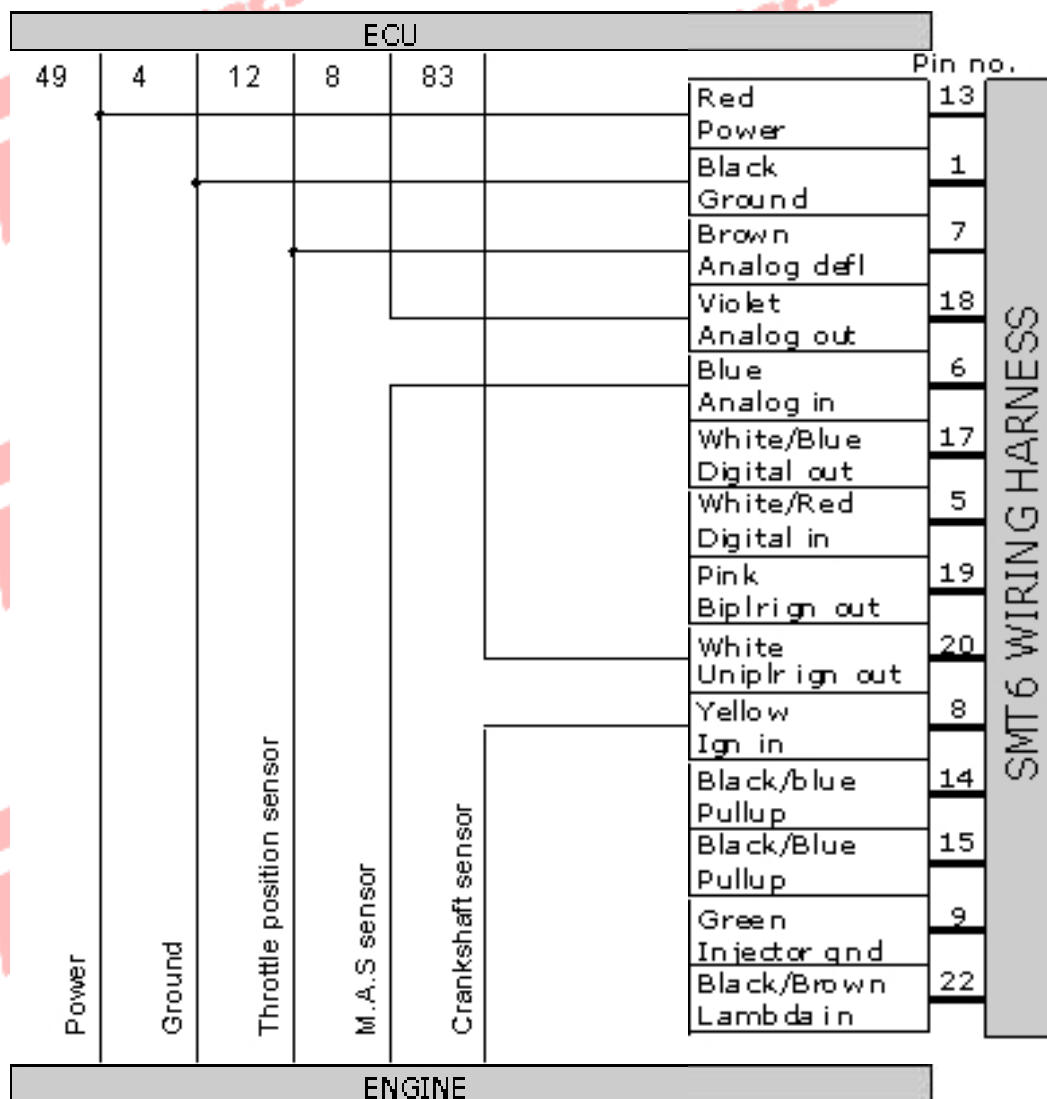 ECU
49 4 12 8 83
Pin no.
Red 13
Power
Black 1
Ground
Brown 7
Analog defl
Violet 18
Analog out
Blue 6
Analog in
White/Blue 17
Digital out
White/Red 5
Digital in
Pink 19
Biplrign out
White 20
Uniplr ign out
Yellow 8
Ign in
Black/blue 14
Pullup
Black/Blue 15
Pullup
Green 9
Injector gnd
Black/Brown 22
Lambda in
SMT 6 WIRING HARNESS
Power
Ground
Throttle position sensor
M.A.S sensor
Crankshaft sensor
ENGINE